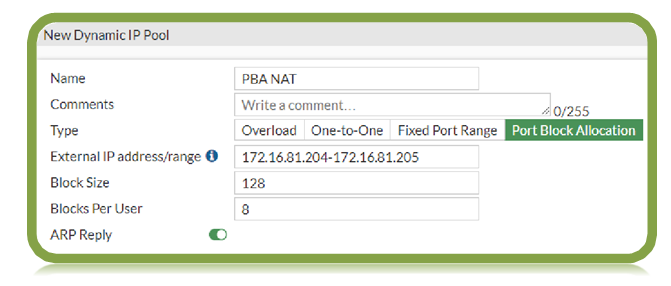 New Dynamic IP Pool
Name PBA NAT
Comments Write a comment... 0/255
Type Overload One-to-One Fixed Port Range Port Block Allocation
External IP address/range 172.16.81.204-172.16.81.205
Block Size 128
Blocks Per User 8
ARP Reply